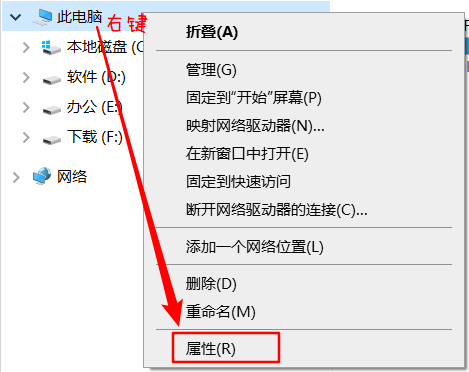 此电脑
右键
本地磁盘 (C
软件 (D:)
办公 (E:)
下载 (F:)
网络
折叠(A)
管理(G)
固定到“开始”屏幕(P)
映射网络驱动器(N)...
在新窗口中打开(E)
固定到快速访问
断开网络驱动器的连接(C)...
添加一个网络位置(L)
删除(D)
重命名(M)
属性(R)